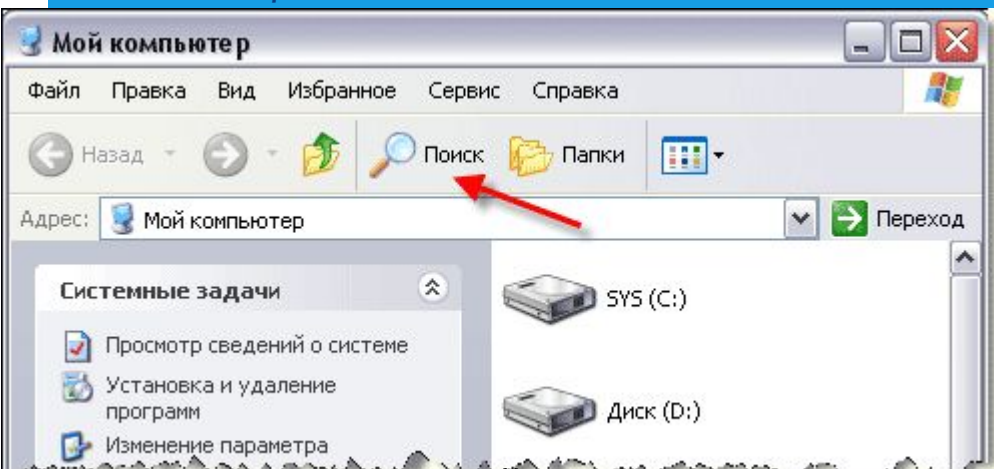 Мой компьютер
Файл Правка Вид Избранное Сервис Справка
Назад Поиск Папки
Адрес: Мой компьютер Переход
Системные задачи
SYS (C:)
Просмотр сведений о системе
Установка и удаление
программ
Диск (D:)
Изменение параметра